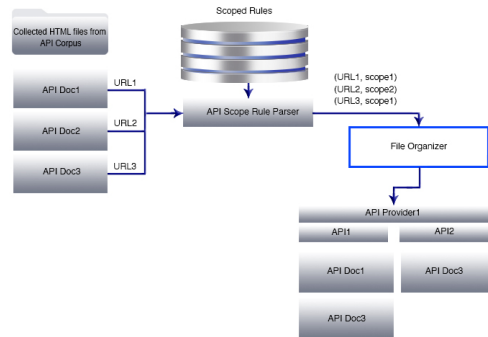 Scoped Rules
Collected HTML files from
API Corpus
API Doc1
URL1
API Doc2
URL2
API Doc3
URL3
API Scope Rule Parser
(URL1, scope1)
(URL2, scope2)
(URL3, scope1)
File Organizer
API Provider1
API1
API2
API Doc1
API Doc3
API Doc3